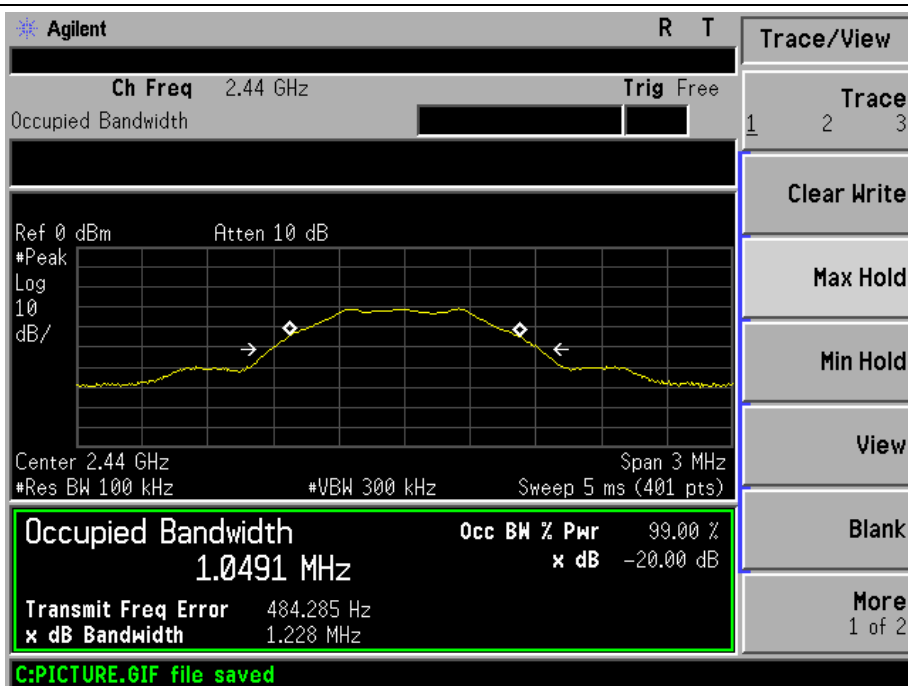 Agilent R T
Ch Freq 2.44 GHz Trig Free
Occupied Bandwidth
Ref 0 dBm Atten 10 dB
#Peak
Log
10
dB/
Center 2.44 GHz Span 3 MHz
#Res BW 100 kHz #VBW 300 kHz Sweep 5 ms (401 pts)
Occupied Bandwidth Occ BW % Pwr 99.00 %
1.0491 MHz x dB -20.00 dB
Transmit Freq Error 484.285 Hz
x dB Bandwidth 1.228 MHz
C:PICTURE.GIF file saved
Trace/View
Trace
1 2 3
Clear Write
Max Hold
Min Hold
View
Blank
More
1 of 2